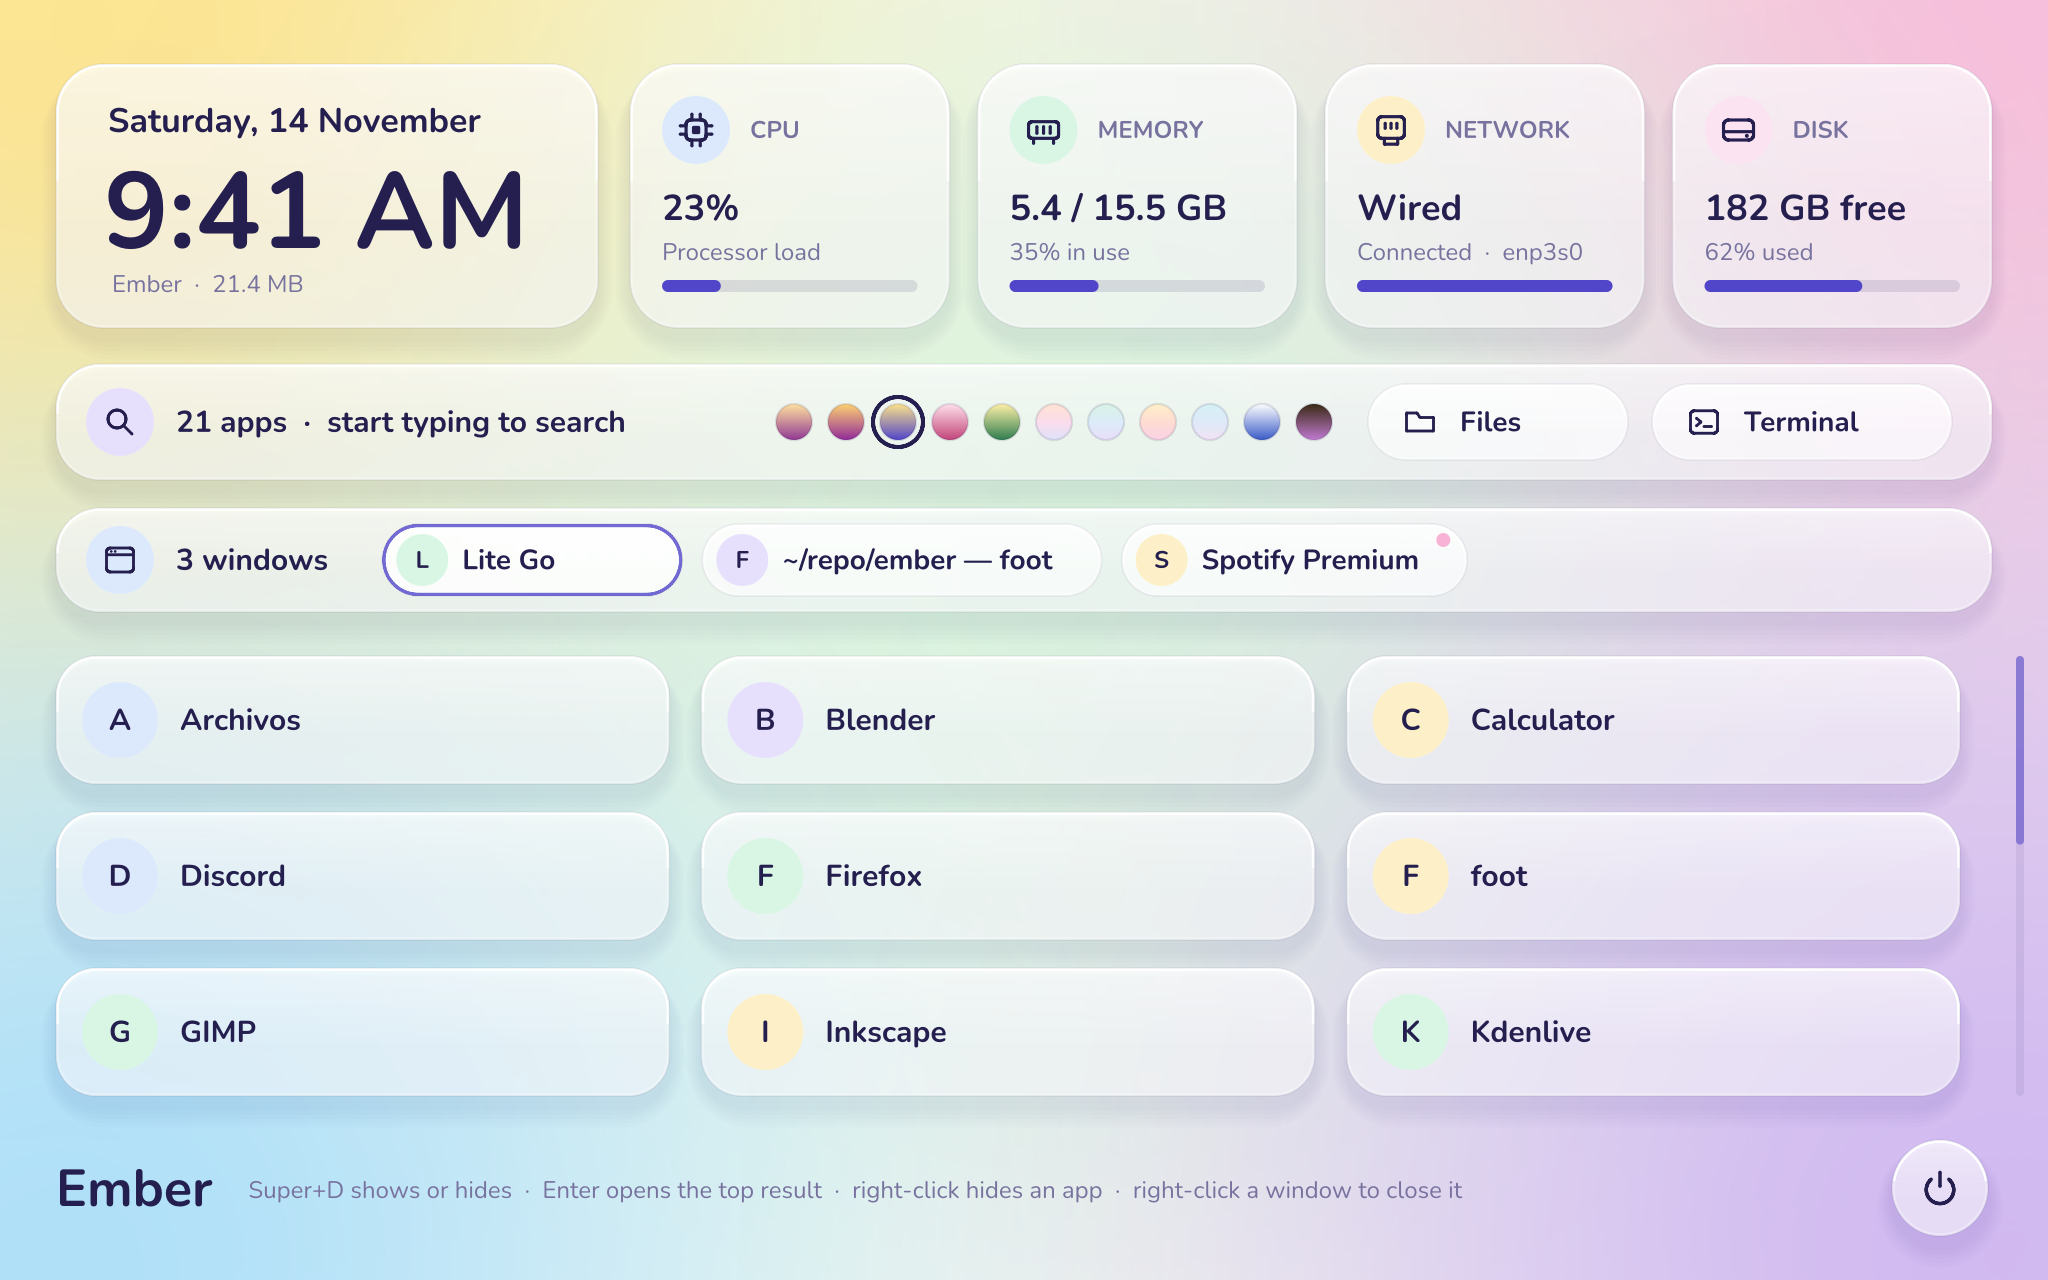 Saturday, 14 November
9:41 AM
Ember · 21.4 MB
CPU
23%
Processor load
MEMORY
5.4 / 15.5 GB
35% in use
NETWORK
Wired
Connected · enp3s0
DISK
182 GB free
62% used
21 apps · start typing to search
Files
Terminal
3 windows
L Lite Go
F ~/repo/ember — foot
S Spotify Premium
A Archivos
B Blender
C Calculator
D Discord
F Firefox
F foot
G GIMP
I Inkscape
K Kdenlive
Ember
Super+D shows or hides · Enter opens the top result · right-click hides an app · right-click a window to close it